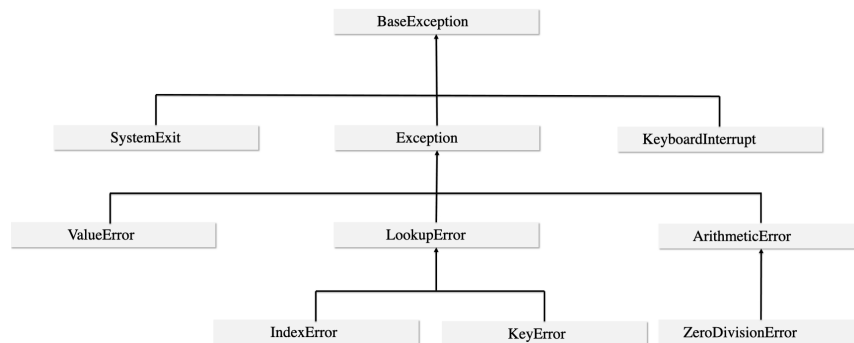 BaseException
SystemExit
Exception
KeyboardInterrupt
ValueError
LookupError
ArithmeticError
IndexError
KeyError
ZeroDivisionError